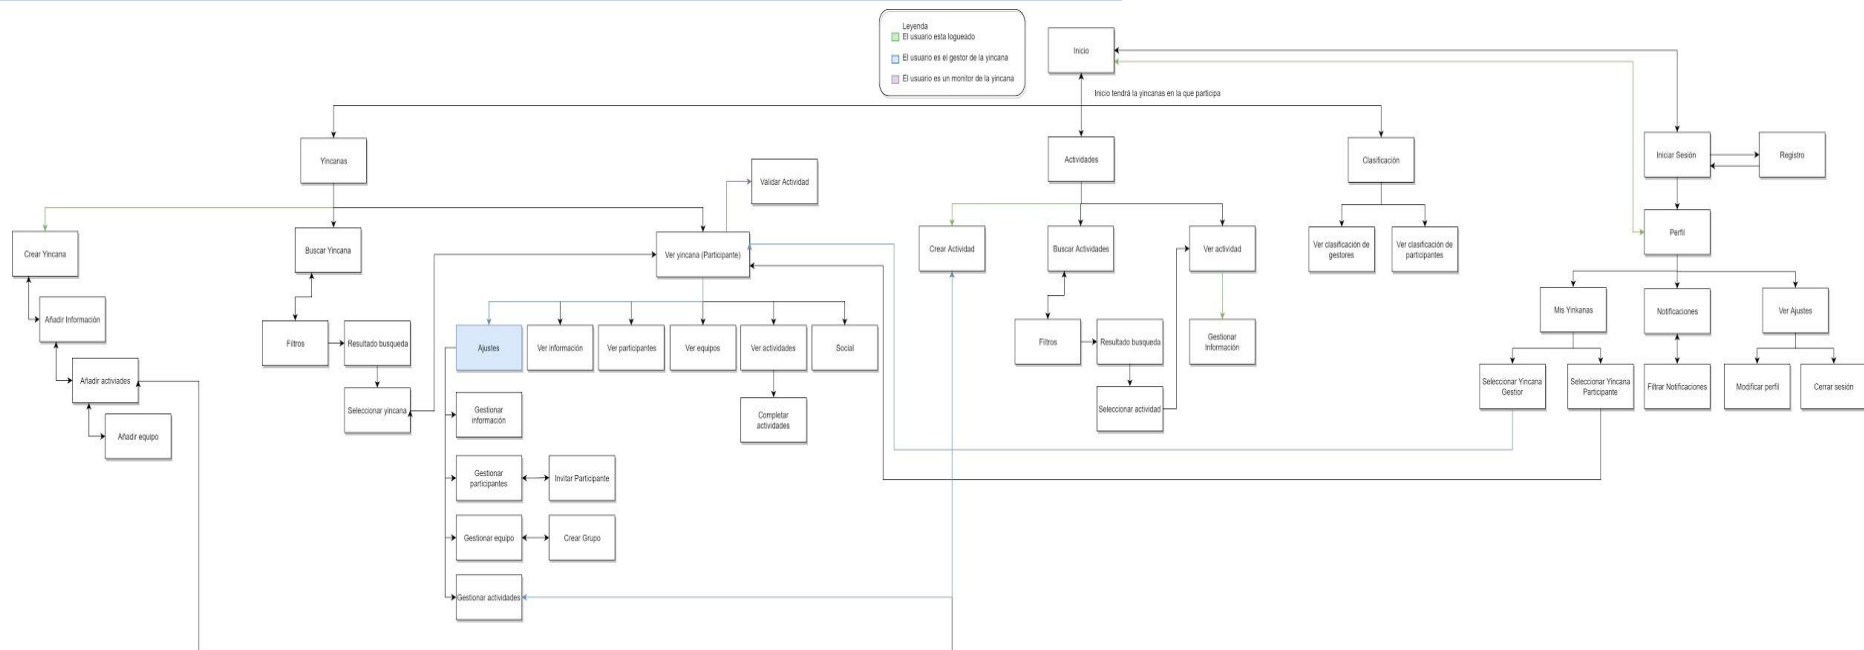 Leyenda
El usuario esta logueado
El usuario es el gestor de la yincana
El usuario es un monitor de la yincana
Inicio
Inicio tendrá la yincanas en la que participa
Yincanas
Actividades
Clasificación
Iniciar Sesión
Registro
Validar Actividad
Crear Yincana
Buscar Yincana
Ver yincana (Participante)
Crear Actividad
Buscar Actividades
Ver actividad
Ver clasificación de
gestores
Ver clasificación de
participantes
Perfil
Añadir Información
Filtros
Resultado busqueda
Ajustes
Ver información
Ver participantes
Ver equipos
Ver actividades
Social
Filtros
Resultado busqueda
Gestionar
Información
Mis Yinkanas
Notificaciones
Ver Ajustes
Añadir activiades
Seleccionar yincana
Gestionar
información
Completar
actividades
Seleccionar actividad
Seleccionar Yincana
Gestior
Seleccionar Yincana
Participante
Filtrar Notificaciones
Modificar perfil
Cerrar sesión
Añadir equipo
Gestionar
participantes
Invitar Participante
Gestionar equipo
Crear Grupo
Gestionar actividades